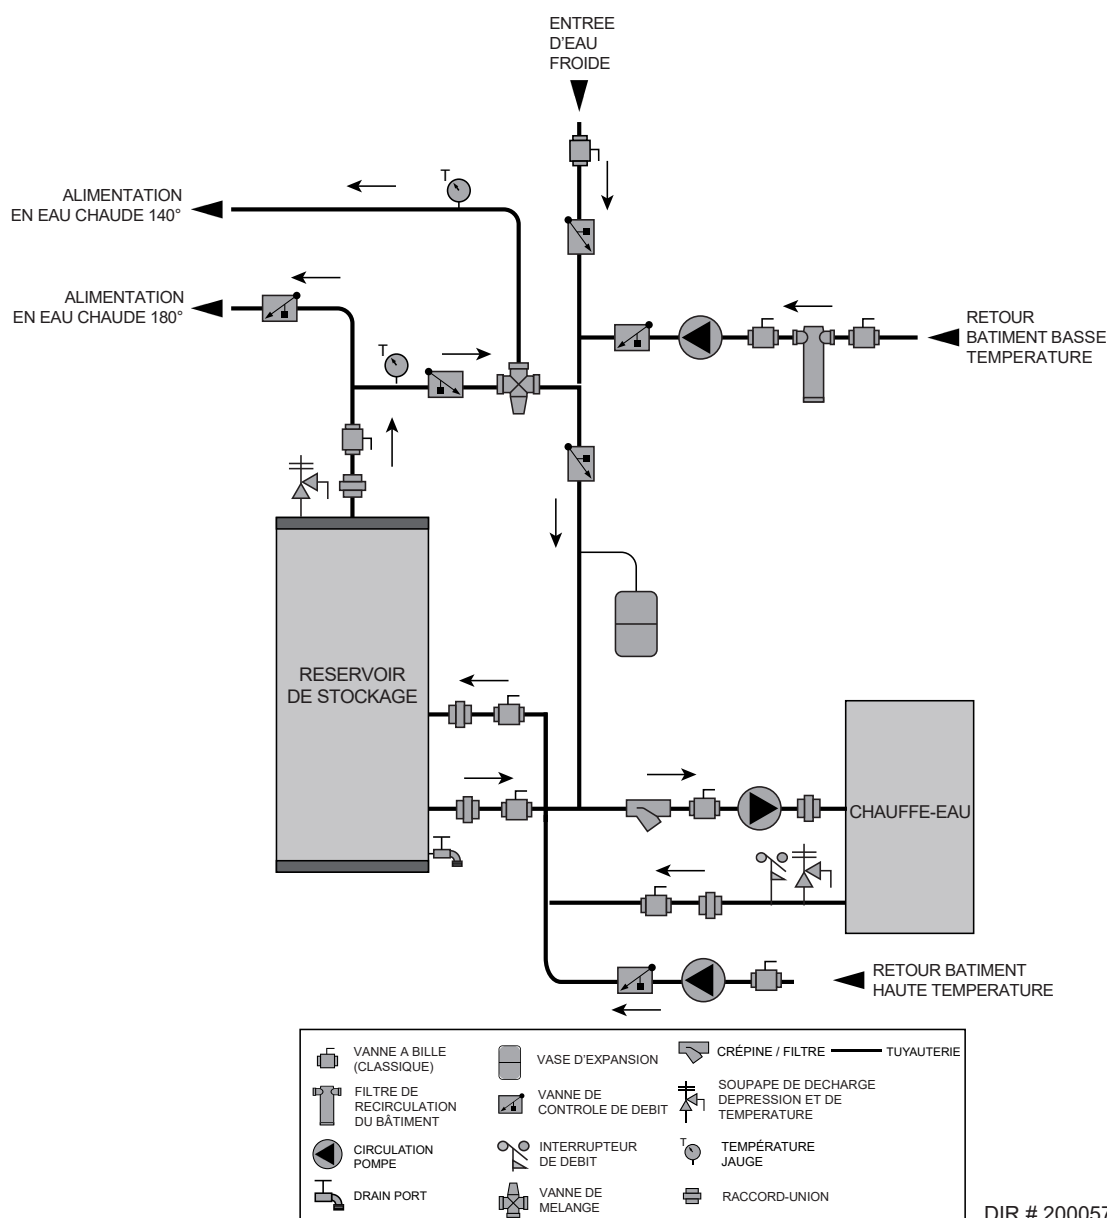 ENTREE
D'EAU
FROIDE
T
ALIMENTATION
EN EAU CHAUDE 140°
ALIMENTATION
EN EAU CHAUDE 180°
RETOUR
BATIMENT BASSE
TEMPERATURE
T
RESERVOIR
DE STOCKAGE
CHAUFFE-EAU
RETOUR BATIMENT
HAUTE TEMPERATURE
VANNE A BILLE
(CLASSIQUE)
FILTRE DE
RECIRCULATION
DU BÂTIMENT
CIRCULATION
POMPE
DRAIN PORT
VASE D'EXPANSION
VANNE DE
CONTROLE DE DEBIT
INTERRUPTEUR
DE DEBIT
VANNE DE
MELANGE
CRÉPINE / FILTRE
TUYAUTERIE
SOUPAPE DE DECHARGE
DEPRESSION ET DE
TEMPERATURE
T
TEMPÉRATURE
JAUGE
RACCORD-UNION